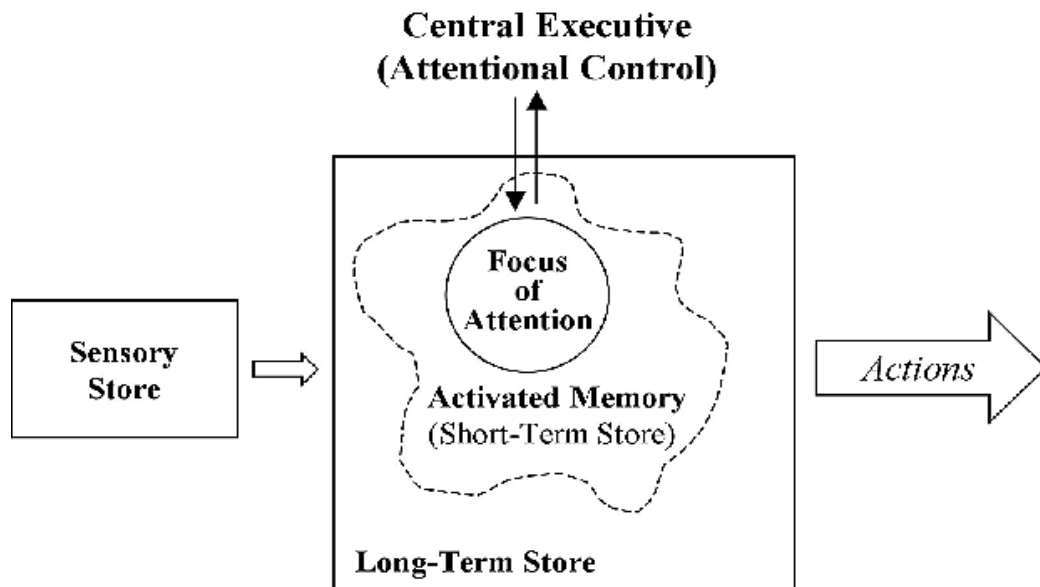 Central Executive
(Attentional Control)
Focus
of
Attention
Sensory
Store
Activated Memory
(Short-Term Store)
Actions
Long-Term Store